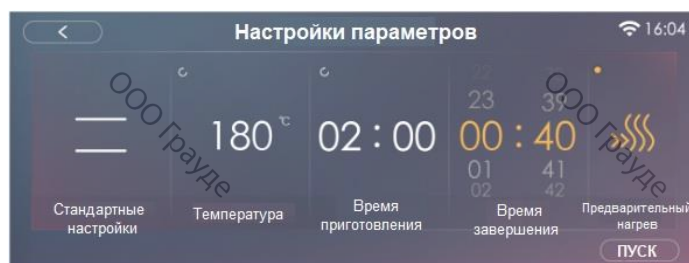 Настройки параметров
16:04
22 38
23 39
180 °C
02 : 00
00 : 40
01 41
02 42
Стандартные
настройки
Температура
Время
приготовления
Время
завершения
Предварительный
нагрев
ПУСК
ООО Грауде
ООО Грауде